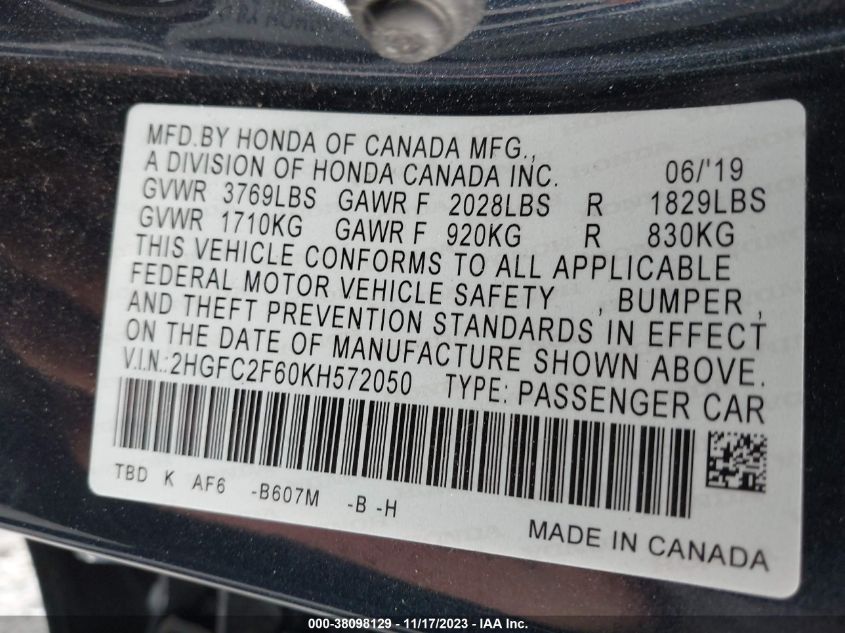 MFD.BY HONDA OF CANADA MFG.,
A DIVISION OF HONDA CANADA INC. 06/'19
GVWR 3769LBS GAWR F 2028LBS R 1829LBS
GVWR 1710KG GAWR F 920KG R 830KG
THIS VEHICLE CONFORMS TO ALL APPLICABLE
FEDERAL MOTOR VEHICLE SAFETY , BUMPER ,
AND THEFT PREVENTION STANDARDS IN EFFECT
ON THE DATE OF MANUFACTURE SHOWN ABOVE.
V.I.N.:2HGFC2F60KH572050 TYPE: PASSENGER CAR
TBD K AF6 -B607M -B -H
MADE IN CANADA
000-38098129 - 11/17/2023 - © IAA, Inc.